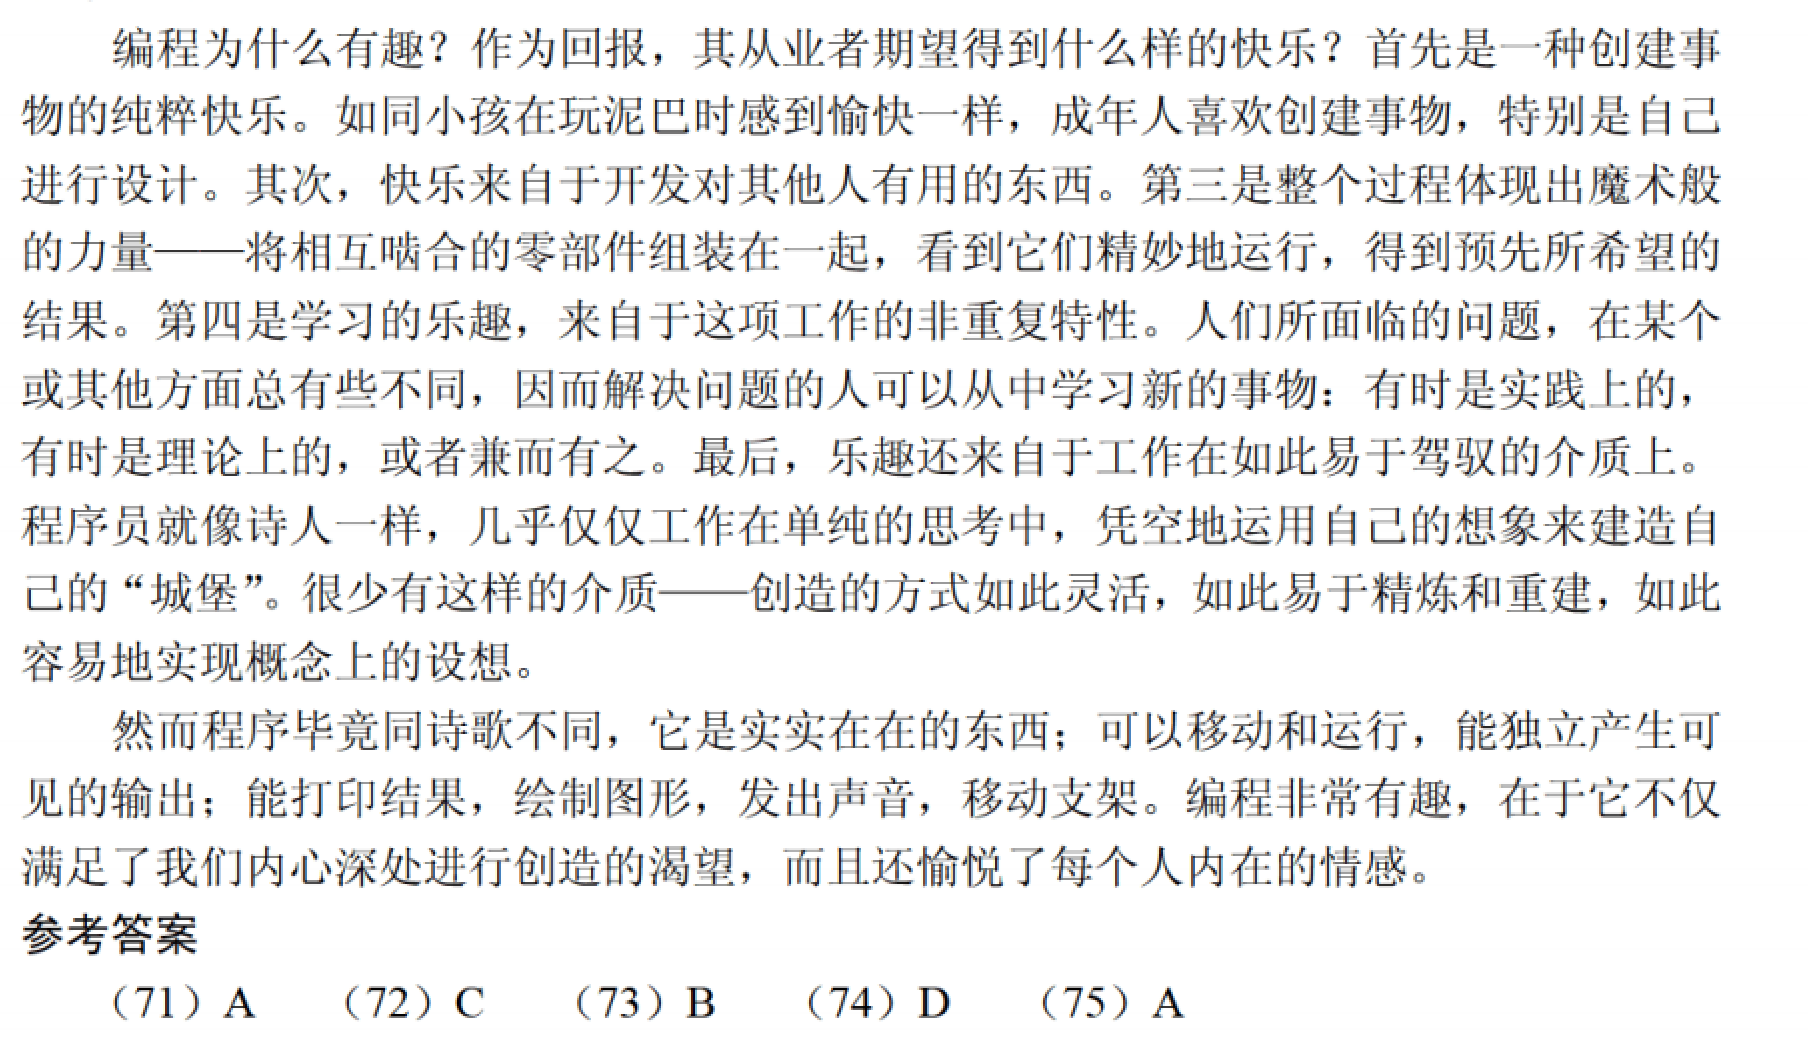 编程为什么有趣？作为回报，其从业者期望得到什么样的快乐？首先是一种创建事
物的纯粹快乐。如同小孩在玩泥巴时感到愉快一样，成年人喜欢创建事物，特别是自己
进行设计。其次，快乐来自于开发对其他人有用的东西。第三是整个过程体现出魔术般
的力量——将相互啮合的零部件组装在一起，看到它们精妙地运行，得到预先所希望的
结果。第四是学习的乐趣，来自于这项工作的非重复特性。人们所面临的问题，在某个
或其他方面总有些不同，因而解决问题的人可以从中学习新的事物：有时是实践上的，
有时是理论上的，或者兼而有之。最后，乐趣还来自于工作在如此易于驾驭的介质上。
程序员就像诗人一样，几乎仅仅工作在单纯的思考中，凭空地运用自己的想象来建造自
己的“城堡”。很少有这样的介质——创造的方式如此灵活，如此易于精炼和重建，如此
容易地实现概念上的设想。
然而程序毕竟同诗歌不同，它是实实在在的东西；可以移动和运行，能独立产生可
见的输出；能打印结果，绘制图形，发出声音，移动支架。编程非常有趣，在于它不仅
满足了我们内心深处进行创造的渴望，而且还愉悦了每个人内在的情感。
参考答案
（71）A （72）C （73）B （74）D （75）A